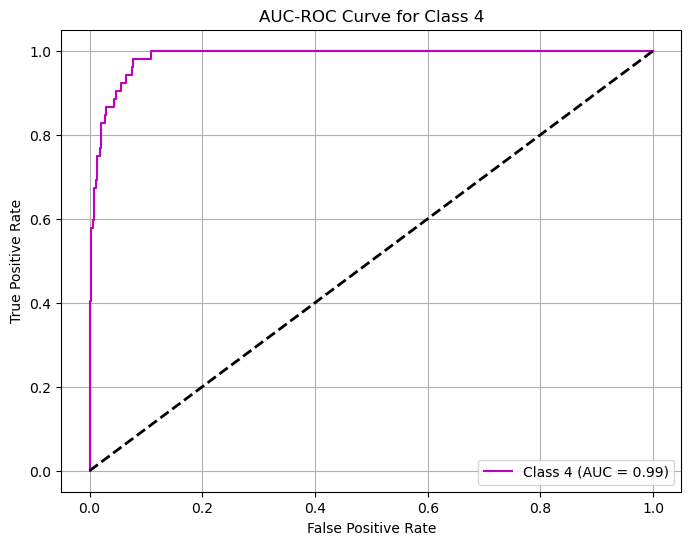 AUC-ROC Curve for Class 4
True Positive Rate
1.0
0.8
0.6
0.4
0.2
0.0
Class 4 (AUC = 0.99)
0.0 0.2 0.4 0.6 0.8 1.0
False Positive Rate